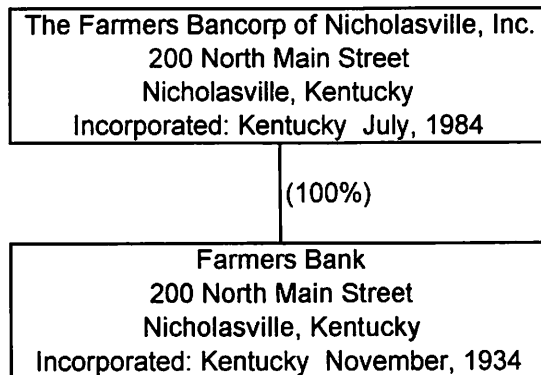 The Farmers Bancorp of Nicholasville, Inc.
200 North Main Street
Nicholasville, Kentucky
Incorporated: Kentucky July, 1984
(100%)
Farmers Bank
200 North Main Street
Nicholasville, Kentucky
Incorporated: Kentucky November, 1934